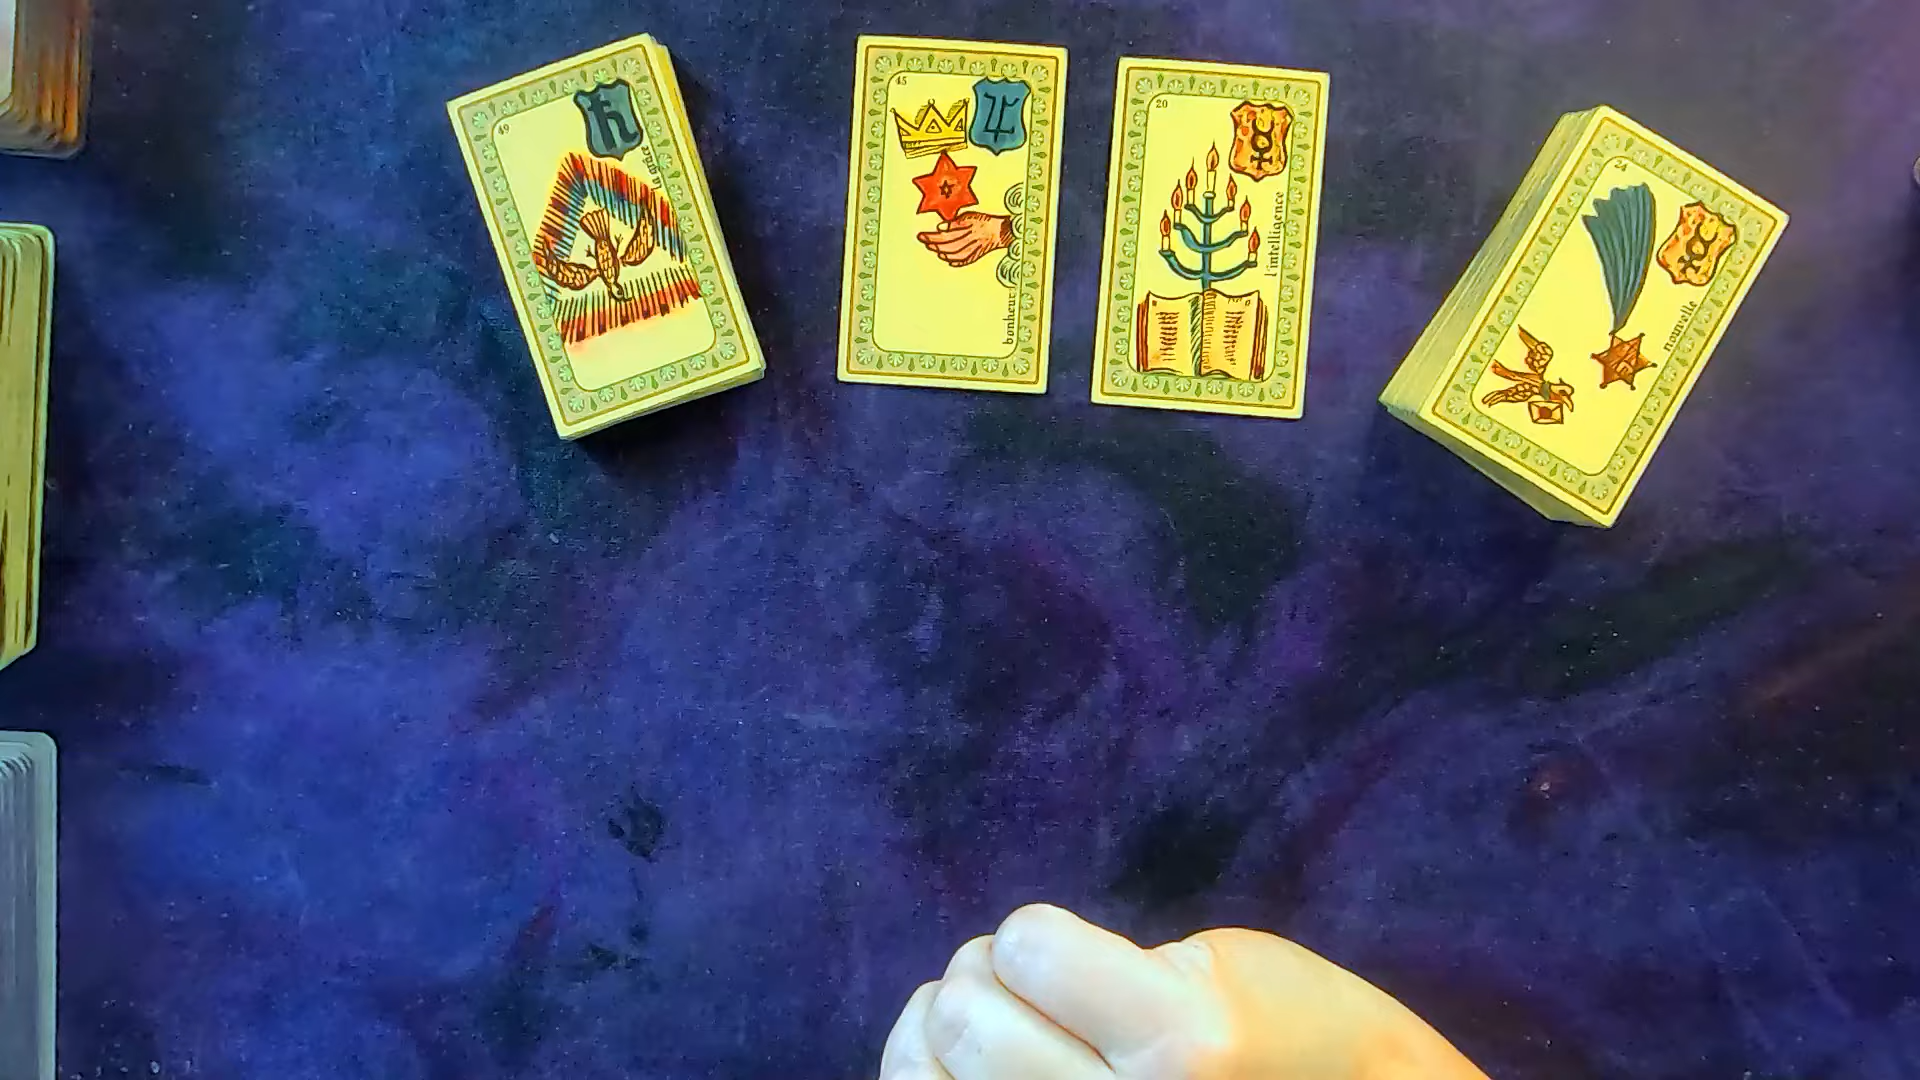 49
la grâce
45
bonheur
20
l'intelligence
24
nouvelle